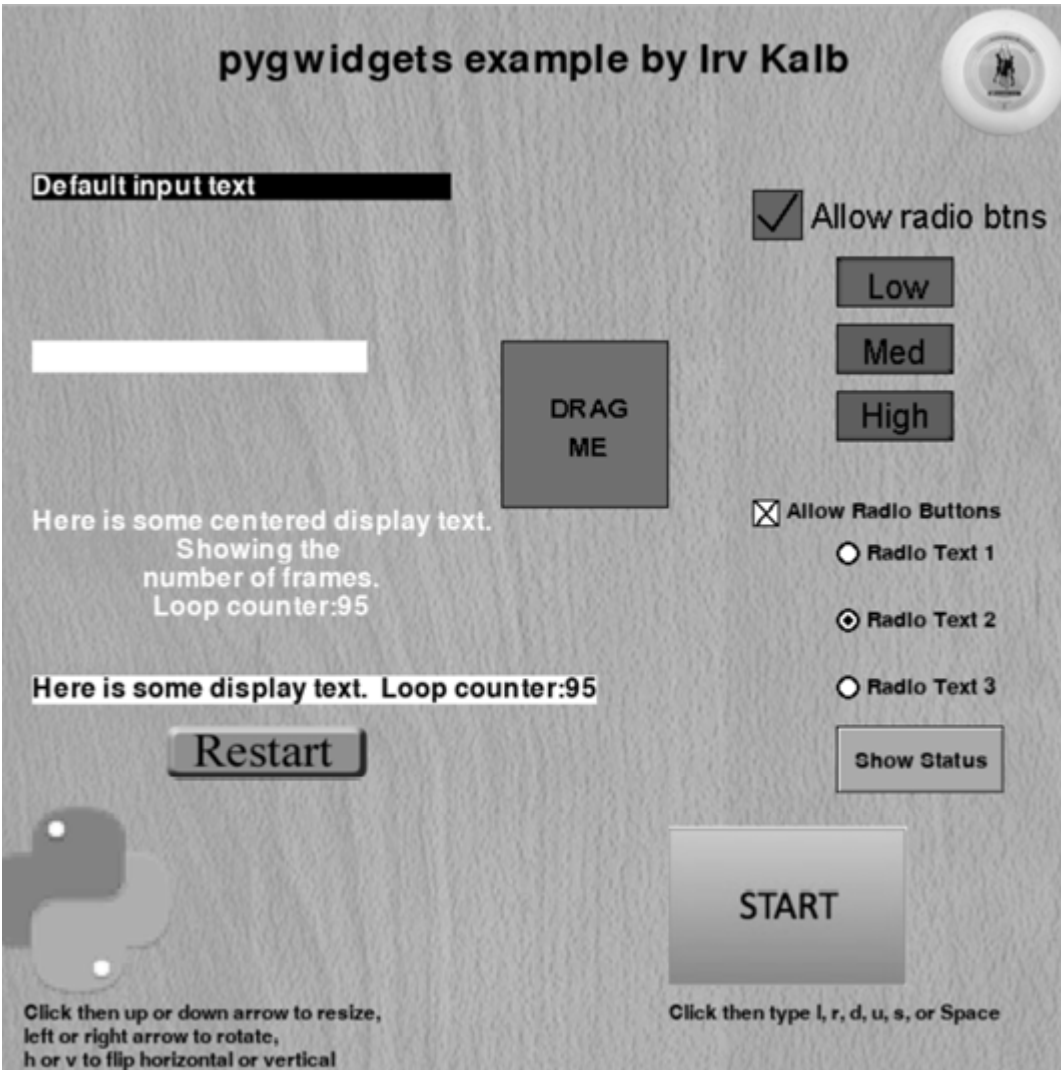 pygwidgets example by Irv Kalb
Default input text
Allow radio btns
Low
Med
High
DRAG
ME
Here is some centered display text.
Showing the
number of frames.
Loop counter:95
Allow Radio Buttons
Radio Text 1
Radio Text 2
Radio Text 3
Here is some display text.  Loop counter:95
Restart
Show Status
START
Click then up or down arrow to resize,
left or right arrow to rotate,
h or v to flip horizontal or vertical
Click then type l, r, d, u, s, or Space